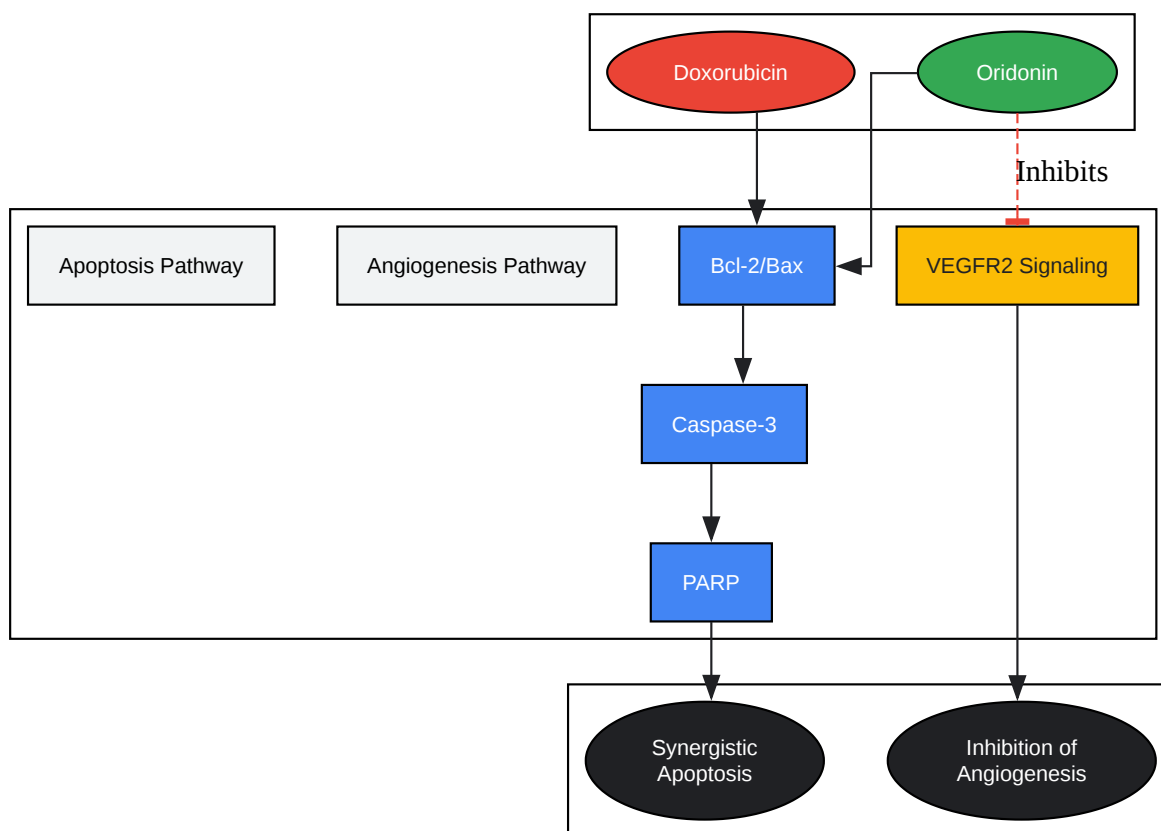 Doxorubicin
Oridonin
Inhibits
Apoptosis Pathway
Angiogenesis Pathway
Bcl-2/Bax
VEGFR2 Signaling
Caspase-3
PARP
Synergistic
Apoptosis
Inhibition of
Angiogenesis